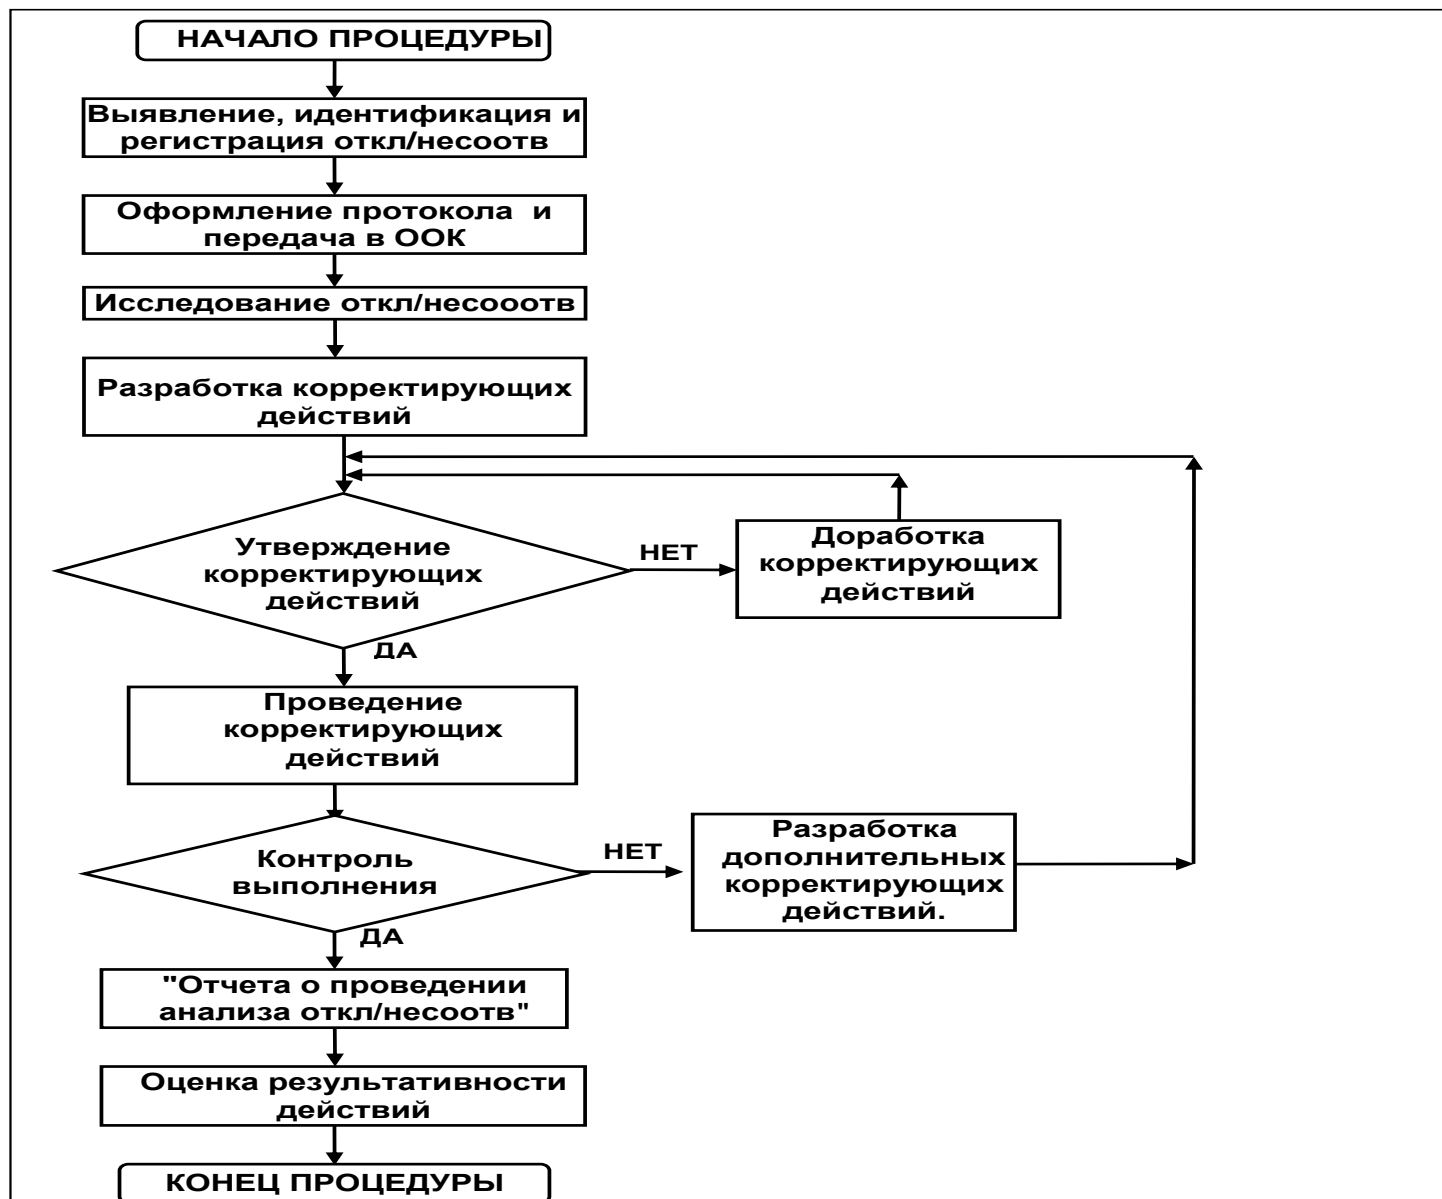 НАЧАЛО ПРОЦЕДУРЫ
Выявление, идентификация и
регистрация откл/несоотв
Оформление протокола и
передача в ООК
Исследование откл/несооотв
Разработка корректирующих
действий
Утверждение
корректирующих
действий
НЕТ
Доработка
корректирующих
действий
ДА
Проведение
корректирующих
действий
Контроль
выполнения
НЕТ
Разработка
дополнительных
корректирующих
действий.
ДА
"Отчета о проведении
анализа откл/несоотв"
Оценка результативности
действий
КОНЕЦ ПРОЦЕДУРЫ